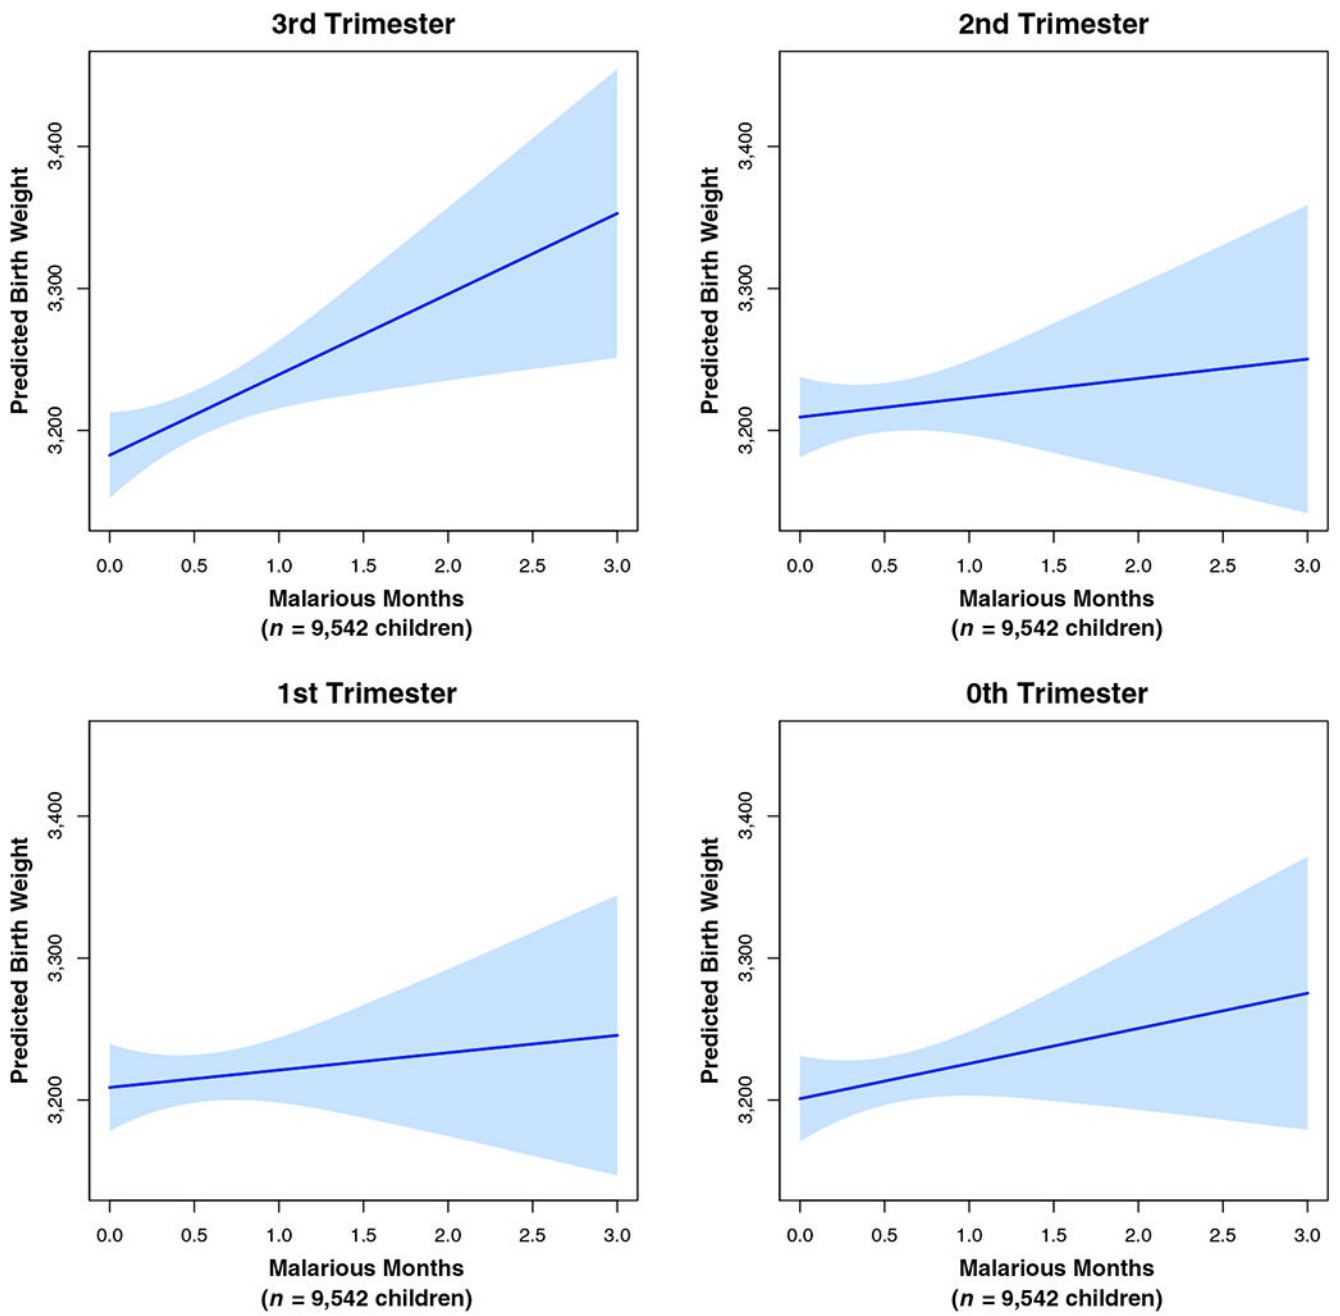 3rd Trimester
Predicted Birth Weight
3,400
3,300
3,200
0.0 0.5 1.0 1.5 2.0 2.5 3.0
Malarious Months
(n = 9,542 children)
2nd Trimester
Predicted Birth Weight
3,400
3,300
3,200
0.0 0.5 1.0 1.5 2.0 2.5 3.0
Malarious Months
(n = 9,542 children)
1st Trimester
Predicted Birth Weight
3,400
3,300
3,200
0.0 0.5 1.0 1.5 2.0 2.5 3.0
Malarious Months
(n = 9,542 children)
0th Trimester
Predicted Birth Weight
3,400
3,300
3,200
0.0 0.5 1.0 1.5 2.0 2.5 3.0
Malarious Months
(n = 9,542 children)